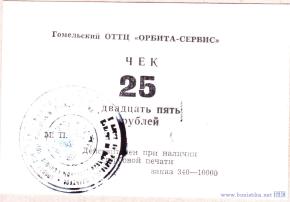 Гомельский ОТТЦ «ОРБИТА-СЕРВИС»
ЧЕК
25
двадцать пять
рублей
М. П.
при наличии
печати
заказ 340—10000
www.bonistika.net